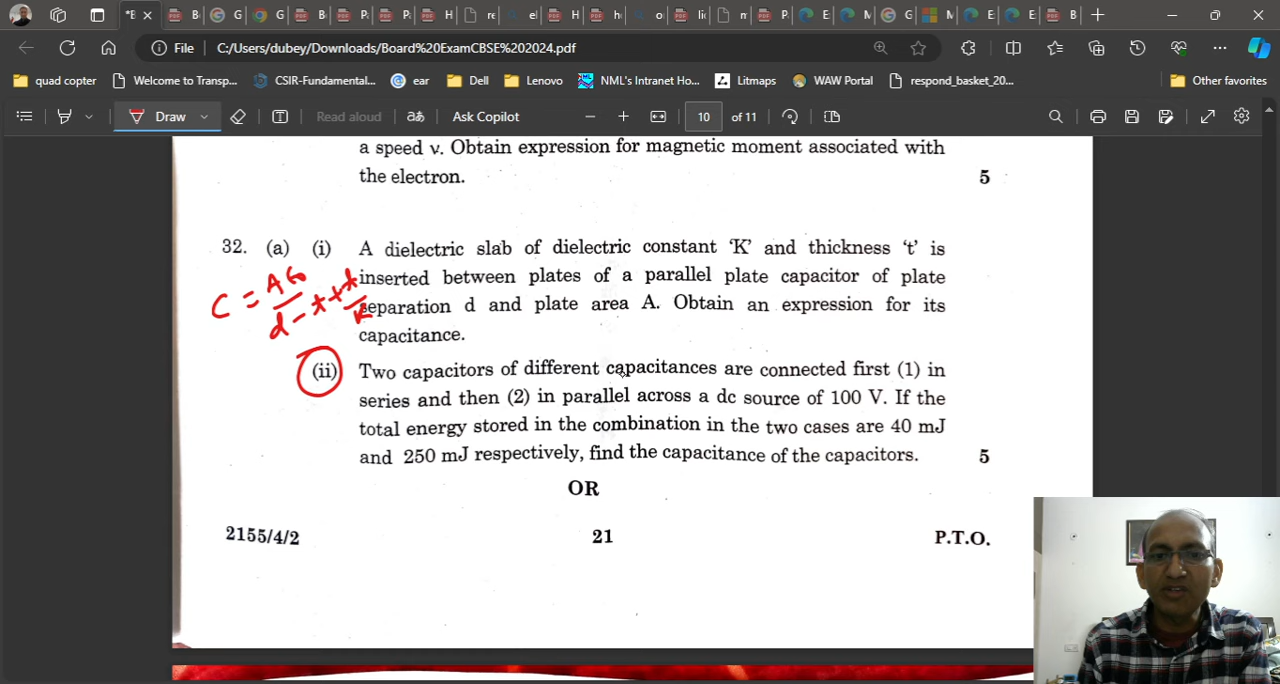 *B
File
C:/Users/dubey/Downloads/Board%20ExamCBSE%202024.pdf
quad copter
Welcome to Transp...
CSIR-Fundamental...
ear
Dell
Lenovo
NML's Intranet Ho...
Litmaps
WAW Portal
respond_basket_20...
Other favorites
Draw
Read aloud
aあ
Ask Copilot
10 of 11
a speed v. Obtain expression for magnetic moment associated with
the electron. 5
32. (a) (i) A dielectric slab of dielectric constant 'K' and thickness 't' is
inserted between plates of a parallel plate capacitor of plate
separation d and plate area A. Obtain an expression for its
capacitance.
C = Aϵ0 / d - t + t/K
(ii) Two capacitors of different capacitances are connected first (1) in
series and then (2) in parallel across a dc source of 100 V. If the
total energy stored in the combination in the two cases are 40 mJ
and 250 mJ respectively, find the capacitance of the capacitors. 5
OR
2155/4/2 21 P.T.O.